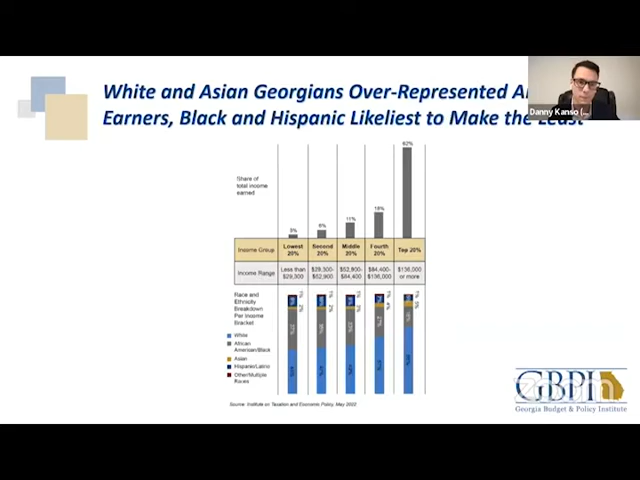 White and Asian Georgians Over-Represented
Earners, Black and Hispanic Likeliest to Make the Least
Danny Kanso (...
Share of
total income
earned
3%
6%
11%
18%
62%
Income Group
Lowest
20%
Second
20%
Middle
20%
Fourth
20%
Top 20%
Income Range
Less than
$29,300
$29,300-
$52,900
$52,900-
$84,400
$84,400-
$136,000
$136,000
or more
Race and
Ethnicity
Breakdown
Per Income
Bracket
White
African
American/Black
Asian
Hispanic/Latino
Other/Multiple
Races
Source: Institute on Taxation and Economic Policy, May 2022
GBPI
zoom
Georgia Budget & Policy Institute